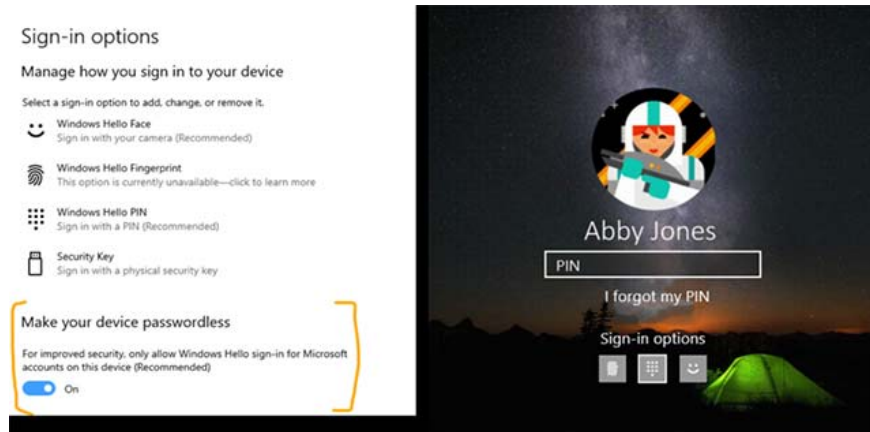 Sign-in options
Manage how you sign in to your device
Select a sign-in option to add, change, or remove it.
Windows Hello Face
Sign in with your camera (Recommended)
Windows Hello Fingerprint
This option is currently unavailable—click to learn more
Windows Hello PIN
Sign in with a PIN (Recommended)
Security Key
Sign in with a physical security key
Make your device passwordless
For improved security, only allow Windows Hello sign-in for Microsoft
accounts on this device (Recommended)
On
Abby Jones
PIN
I forgot my PIN
Sign-in options